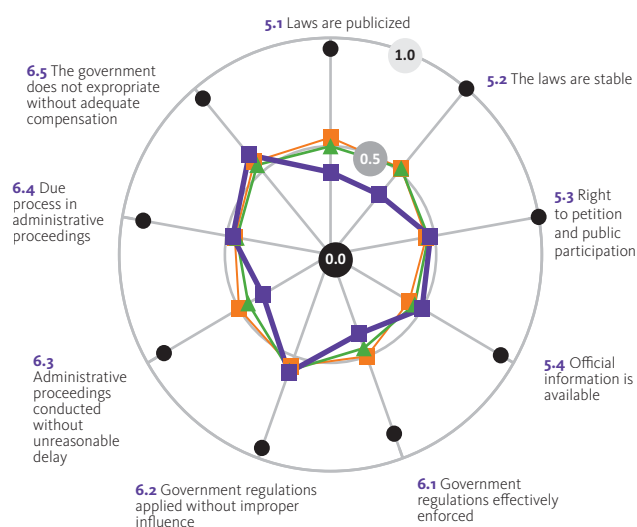 5.1 Laws are publicized
1.0
6.5 The government
does not expropriate
without adequate
compensation
5.2 The laws are stable
0.5
6.4 Due
process in
administrative
proceedings
5.3 Right
to petition
and public
participation
0.0
6.3
Administrative
proceedings
conducted
without
unreasonable
delay
5.4 Official
information is
available
6.2 Government regulations
applied without improper
influence
6.1 Government
regulations effectively
enforced